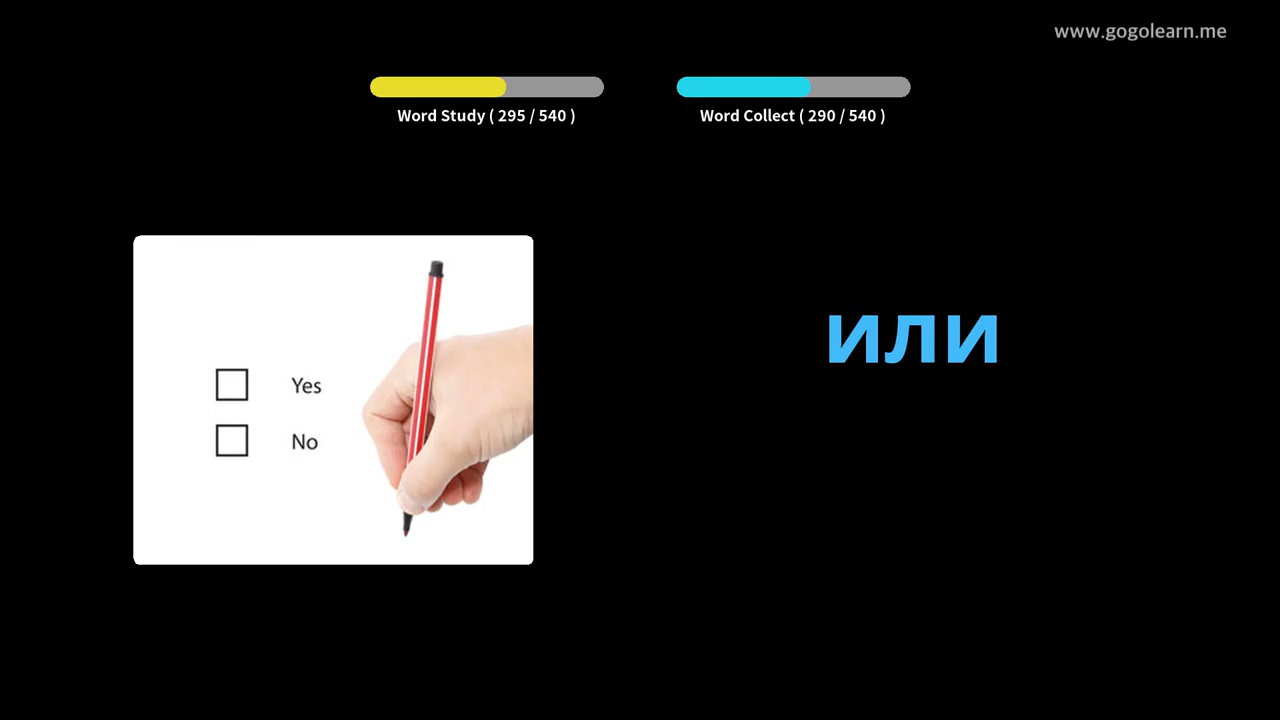 www.gogolearn.me
Word Study ( 295 / 540 )
Word Collect ( 290 / 540 )
Yes
No
или